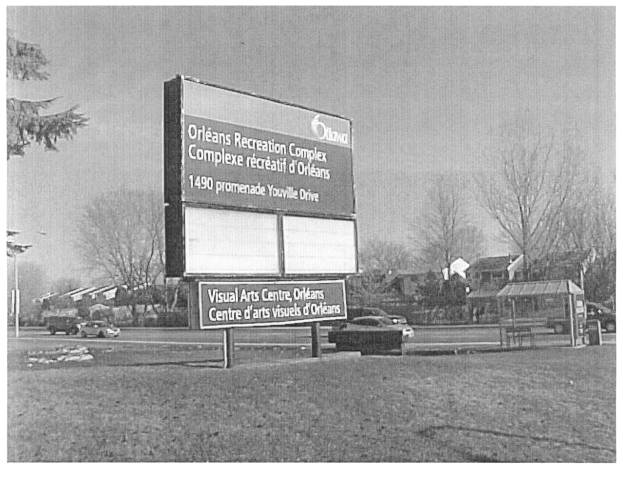 Ottawa
Orléans Recreation Complex
Complexe récréatif d'Orléans
1490 promenade Youville Drive
Visual Arts Centre, Orléans
Centre d'arts visuels d'Orléans